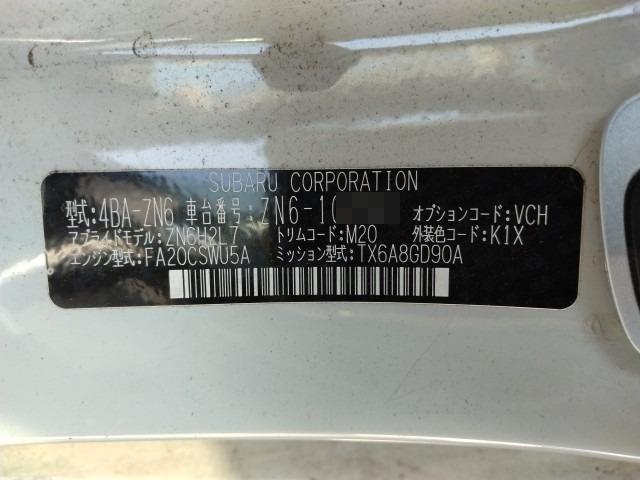 SUBARU CORPORATION
型式:4BA-ZN6 車台番号:ZN6-1 オプションコード:VCH
アプライドモデル:ZN6H2L7 トリムコード:M20 外装色コード:K1X
エンジン型式:FA20CSWU5A ミッション型式:TX6A8GD90A